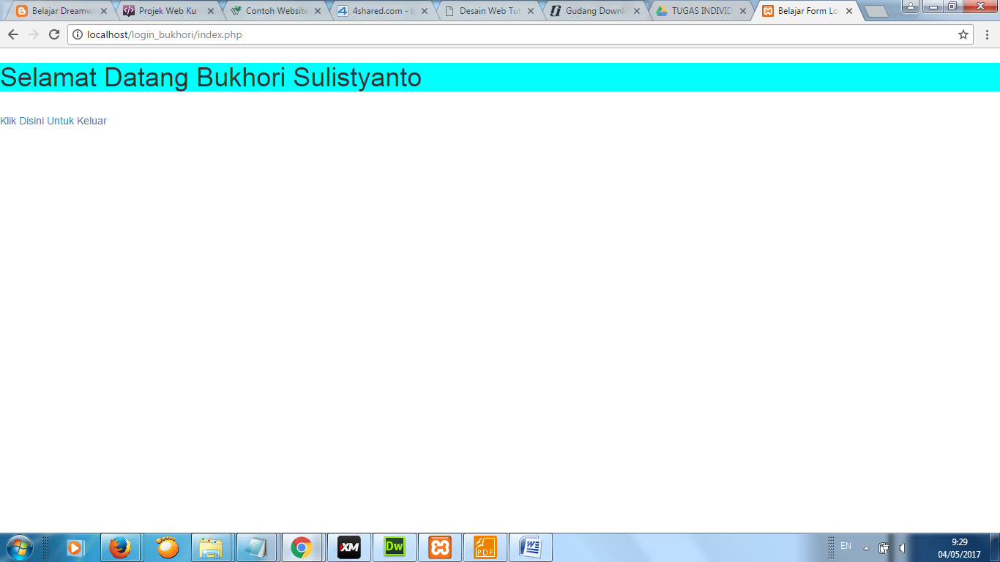 Belajar Dreamw
Projek Web Ku
Contoh Website
4shared.com - b
Desain Web Tut
Gudang Downlo
TUGAS INDIVID
Belajar Form Lo
localhost/login_bukhori/index.php
Selamat Datang Bukhori Sulistyanto
Klik Disini Untuk Keluar
XM
Dw
PDF
W
EN
9:29
04/05/2017